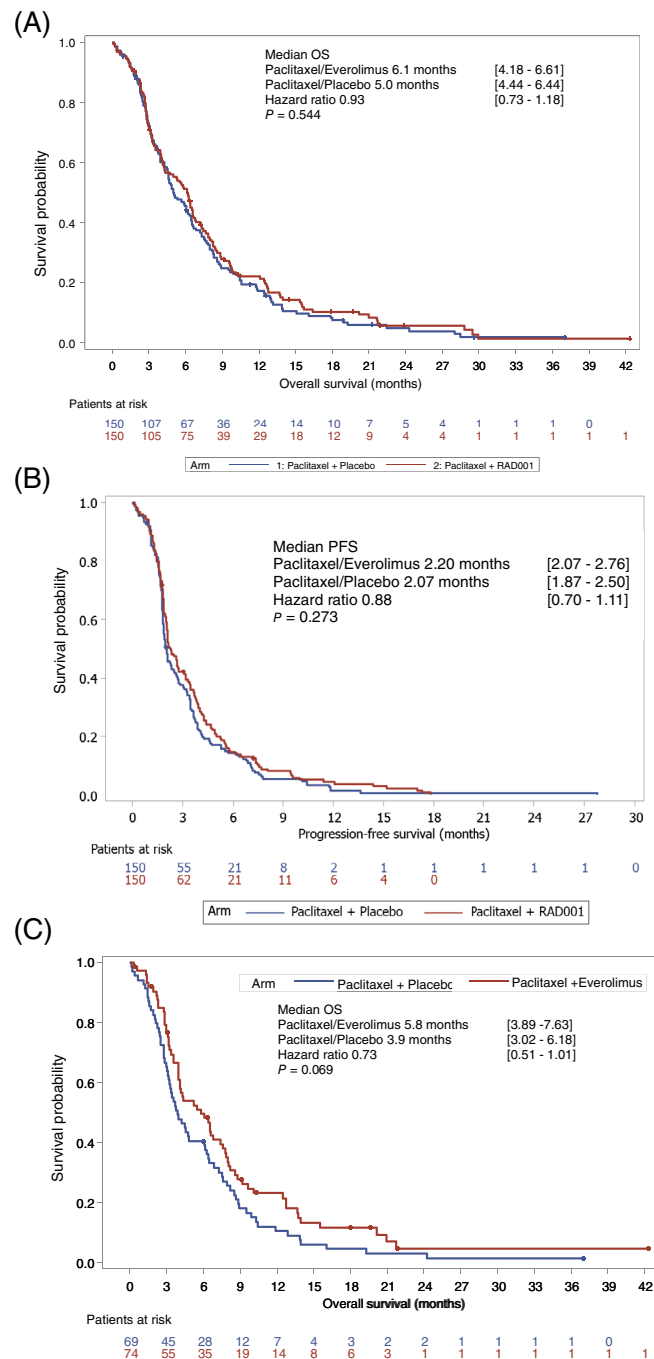 (A)
1.0
0.8
0.6
0.4
0.2
0.0
Survival probability
Median OS
Paclitaxel/Everolimus 6.1 months [4.18 - 6.61]
Paclitaxel/Placebo 5.0 months [4.44 - 6.44]
Hazard ratio 0.93 [0.73 - 1.18]
P = 0.544
0 3 6 9 12 15 18 21 24 27 30 33 36 39 42
Overall survival (months)
Patients at risk
150 107 67 36 24 14 10 7 5 4 1 1 1 0
150 105 75 39 29 18 12 9 4 4 1 1 1 1 1
Arm 1: Paclitaxel + Placebo 2: Paclitaxel + RAD001
(B)
1.0
0.8
0.6
0.4
0.2
0.0
Survival probability
Median PFS
Paclitaxel/Everolimus 2.20 months [2.07 - 2.76]
Paclitaxel/Placebo 2.07 months [1.87 - 2.50]
Hazard ratio 0.88 [0.70 - 1.11]
P = 0.273
0 3 6 9 12 15 18 21 24 27 30
Progression-free survival (months)
Patients at risk
150 55 21 8 2 1 1 1 1 1 0
150 62 21 11 6 4 0
Arm Paclitaxel + Placebo Paclitaxel + RAD001
(C)
1.0
0.8
0.6
0.4
0.2
0.0
Survival probability
Arm Paclitaxel + Placebo Paclitaxel +Everolimus
Median OS
Paclitaxel/Everolimus 5.8 months [3.89 -7.63]
Paclitaxel/Placebo 3.9 months [3.02 - 6.18]
Hazard ratio 0.73 [0.51 - 1.01]
P = 0.069
0 3 6 9 12 15 18 21 24 27 30 33 36 39 42
Overall survival (months)
Patients at risk
69 45 28 12 7 4 3 2 2 1 1 1 1 0
74 55 35 19 14 8 6 3 1 1 1 1 1 1 1